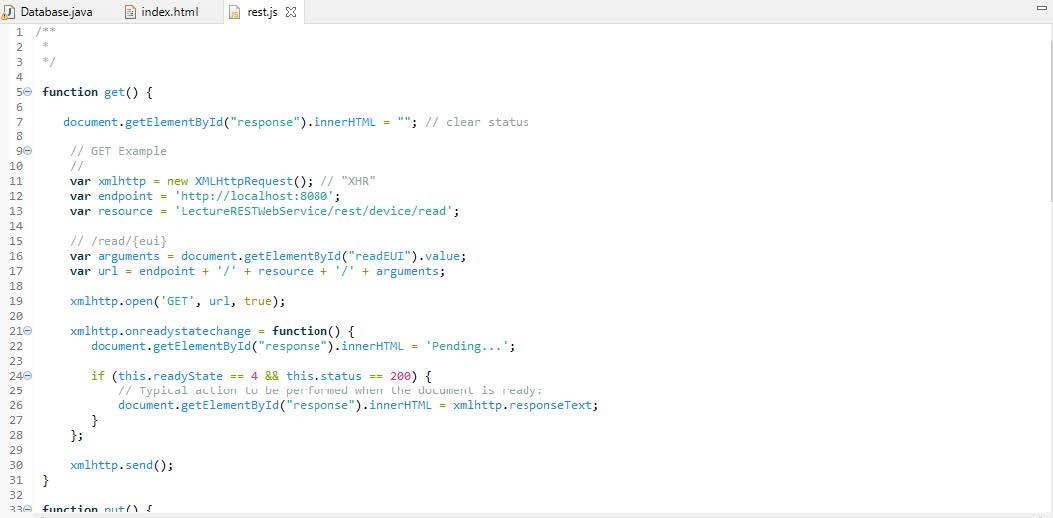 Database.java index.html rest.js
1 /**
2 *
3 */
4
5 function get() {
6
7 document.getElementById("response").innerHTML = ""; // clear status
8
9 // GET Example
10 //
11 var xmlhttp = new XMLHttpRequest(); // "XHR"
12 var endpoint = 'http://localhost:8080';
13 var resource = 'LectureRESTWebService/rest/device/read';
14
15 // /read/{eui}
16 var arguments = document.getElementById("readEUI").value;
17 var url = endpoint + '/' + resource + '/' + arguments;
18
19 xmlhttp.open('GET', url, true);
20
21 xmlhttp.onreadystatechange = function() {
22 document.getElementById("response").innerHTML = 'Pending...';
23
24 if (this.readyState == 4 && this.status == 200) {
25 // Typical action to be performed when the document is ready:
26 document.getElementById("response").innerHTML = xmlhttp.responseText;
27 }
28 };
29
30 xmlhttp.send();
31 }
32
33 function put() {